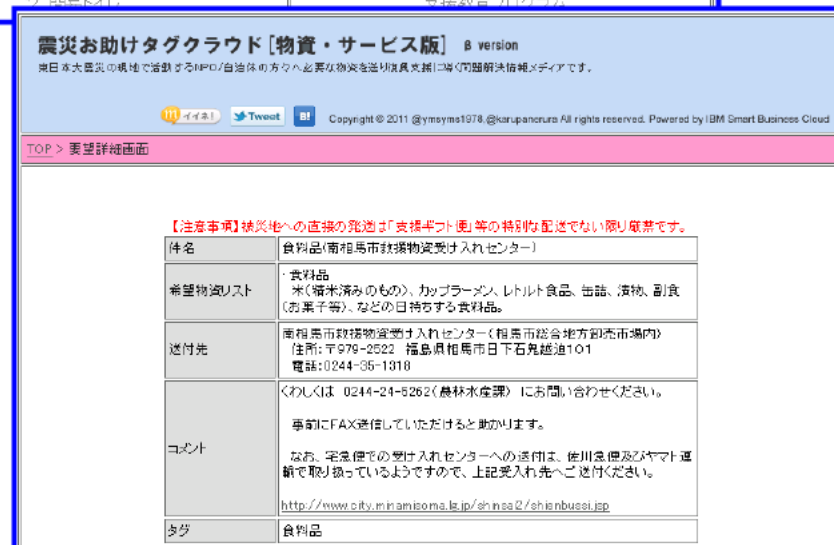 震災お助けタグクラウド[物資・サービス版] β version
東日本大震災の現地で活動するNPO/自治体の方々へ必要な物資を送り復興支援に導く問題解決情報メディアです。
イイネ! Tweet B! Copyright © 2011 @ymsyms1978,@karupanerura All rights reserved. Powered by IBM Smart Business Cloud
TOP > 要望詳細画面
【注意事項】被災地への直接の発送は「支援ギフト便」等の特別な配送でない限り厳禁です。
件名 食料品(南相馬市救援物資受け入れセンター)
・食料品
希望物資リスト 米(精米済みのもの)、カップラーメン、レトルト食品、缶詰、漬物、副食
(お菓子等)、などの日持ちする食料品。
南相馬市救援物資受け入れセンター(相馬市総合地方卸売市場内)
送付先 住所:〒979-2522 福島県相馬市日下石鬼越迫101
電話:0244-35-1318
くわしくは 0244-24-5262(農林水産課) にお問い合わせください。
事前にFAX送信していただけると助かります。
コメント なお、宅急便での受け入れセンターへの送付は、佐川急便及びヤマト運
輸で取り扱っているようですので、上記受入れ先へご送付ください。
http://www.city.minamisoma.lg.jp/shinsai2/shienbussi.jsp
タグ 食料品